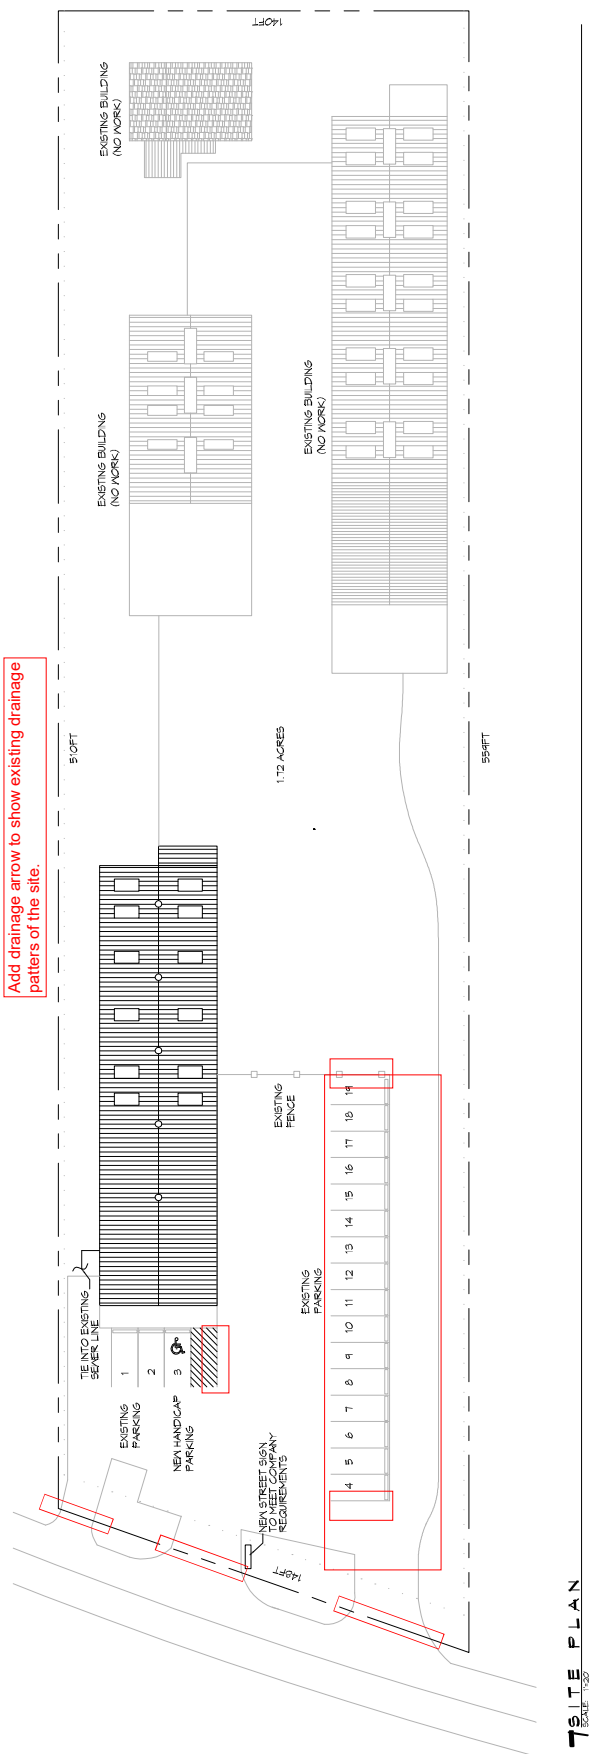 140FT
EXISTING BUILDING
(NO WORK)
EXISTING BUILDING
(NO WORK)
EXISTING BUILDING
(NO WORK)
Add drainage arrow to show existing drainage
patters of the site.
510FT
1.72 ACRES
559FT
EXISTING
FENCE
19
18
17
16
15
14
13
12
11
10
9
8
7
6
5
4
EXISTING
PARKING
TIE INTO EXISTING
SEWER LINE
1
2
3
EXISTING
PARKING
NEW HANDICAP
PARKING
NEW STREET SIGN
TO MEET COMPANY
REQUIREMENTS
148FT
SITE PLAN
SCALE: 1"=20'